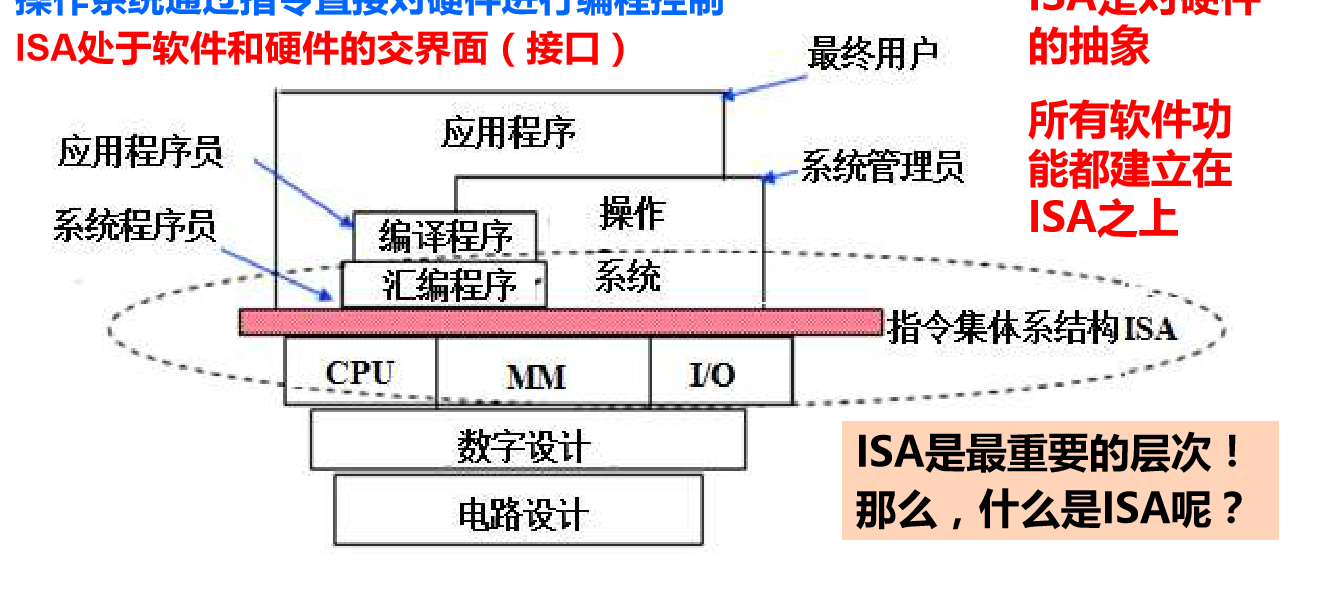 操作系统通过指令直接对硬件进行编程控制
ISA处于软件和硬件的交界面（接口）
ISA是对硬件
的抽象
所有软件功
能都建立在
ISA之上
最终用户
应用程序
应用程序员
系统管理员
操作
系统程序员
编译程序
汇编程序
系统
指令集体系结构ISA
CPU
MM
I/O
数字设计
电路设计
ISA是最重要的层次！
那么，什么是ISA呢？